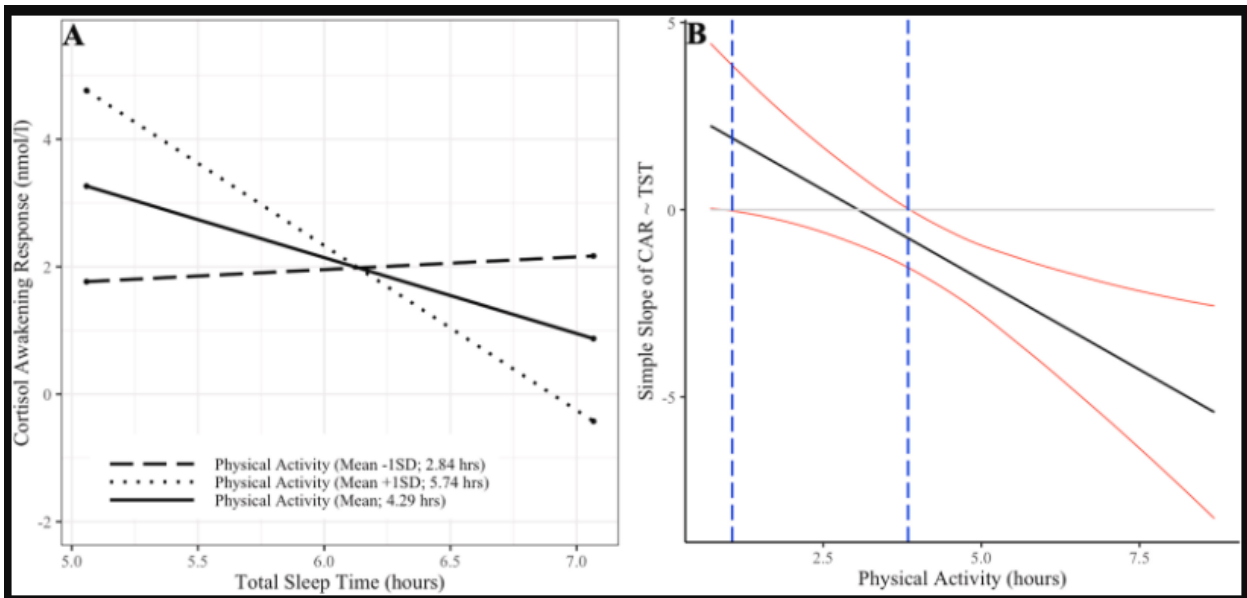 A
Cortisol Awakening Response (nmol/l)
4
2
0
-2
Physical Activity (Mean -1SD; 2.84 hrs)
Physical Activity (Mean +1SD; 5.74 hrs)
Physical Activity (Mean; 4.29 hrs)
5.0 5.5 6.0 6.5 7.0
Total Sleep Time (hours)
B
Simple Slope of CAR ~ TST
5
0
-5
2.5 5.0 7.5
Physical Activity (hours)